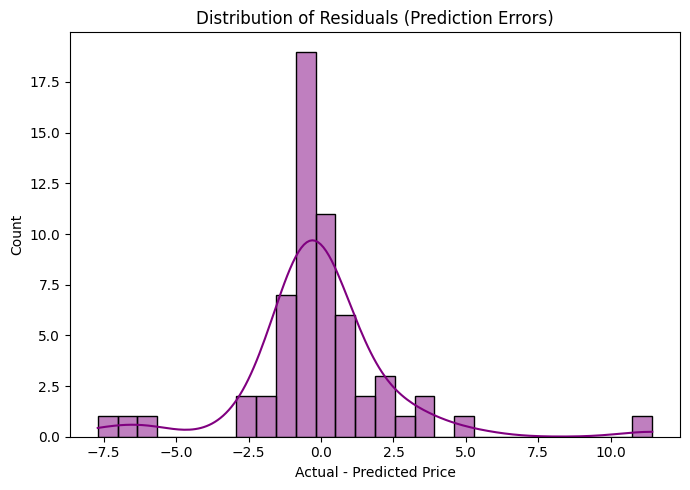 Distribution of Residuals (Prediction Errors)
Count
17.5
15.0
12.5
10.0
7.5
5.0
2.5
0.0
−7.5 −5.0 −2.5 0.0 2.5 5.0 7.5 10.0
Actual - Predicted Price